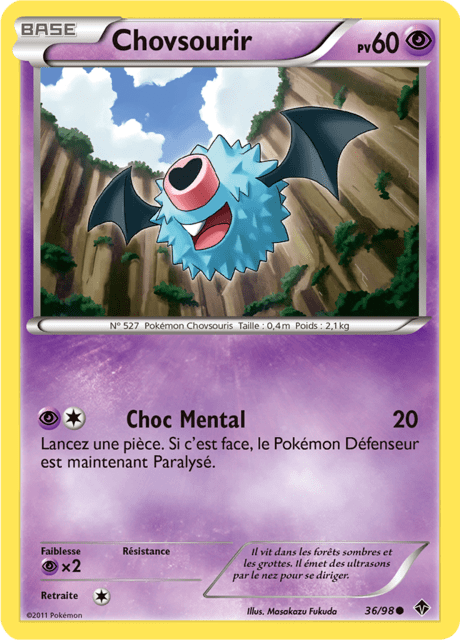 BASE
Chovsourir
PV60
N° 527 Pokémon Chovsouris Taille : 0,4m Poids : 2,1kg
Choc Mental 20
Lancez une pièce. Si c'est face, le Pokémon Défenseur
est maintenant Paralysé.
Faiblesse Résistance
×2
Retraite
Il vit dans les forêts sombres et
les grottes. Il émet des ultrasons
par le nez pour se diriger.
©2011 Pokémon
Illus. Masakazu Fukuda
36/98